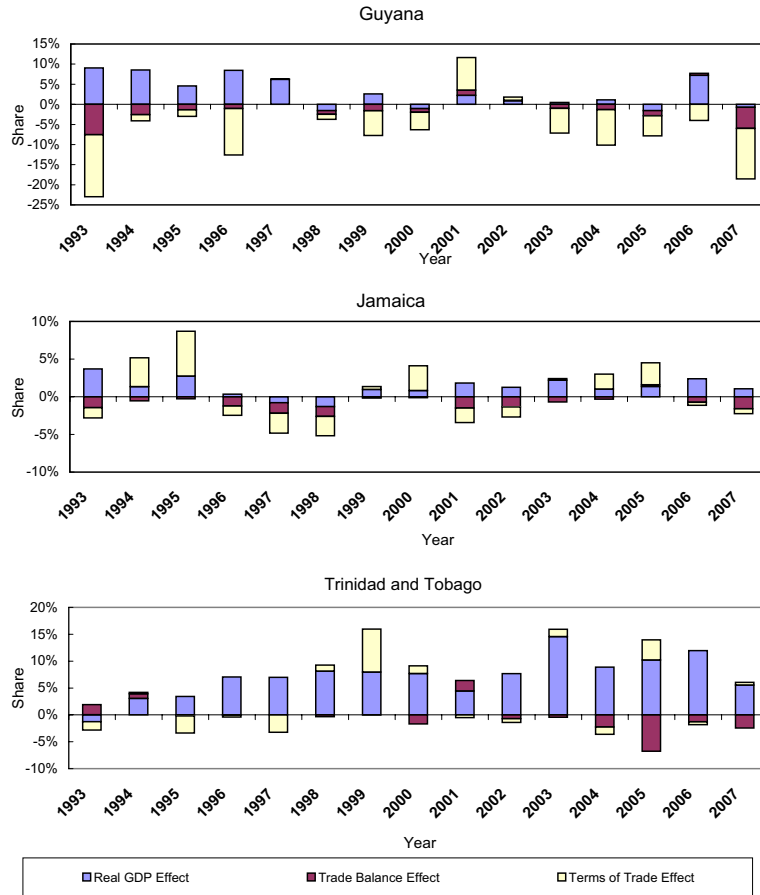 Guyana
15%
10%
5%
0%
-5%
-10%
-15%
-20%
-25%
Share
1993 1994 1995 1996 1997 1998 1999 2000 2001 2002 2003 2004 2005 2006 2007
Year
Jamaica
10%
5%
0%
-5%
-10%
Share
1993 1994 1995 1996 1997 1998 1999 2000 2001 2002 2003 2004 2005 2006 2007
Year
Trinidad and Tobago
20%
15%
10%
5%
0%
-5%
-10%
Share
1993 1994 1995 1996 1997 1998 1999 2000 2001 2002 2003 2004 2005 2006 2007
Year
Real GDP Effect Trade Balance Effect Terms of Trade Effect